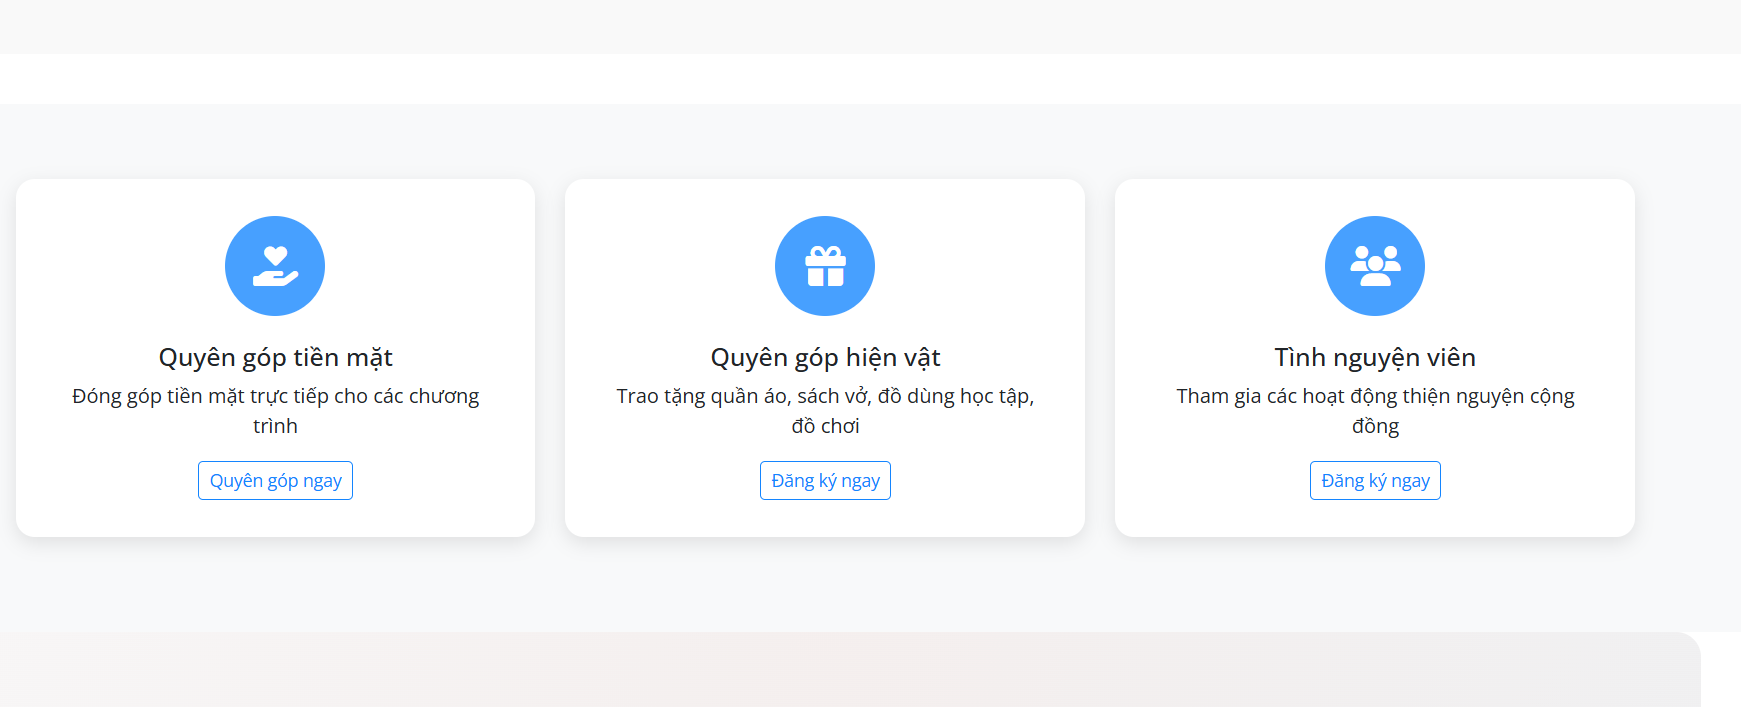 Quyên góp tiền mặt
Đóng góp tiền mặt trực tiếp cho các chương
trình
Quyên góp ngay
Quyên góp hiện vật
Trao tặng quần áo, sách vở, đồ dùng học tập,
đồ chơi
Đăng ký ngay
Tình nguyện viên
Tham gia các hoạt động thiện nguyện cộng
đồng
Đăng ký ngay